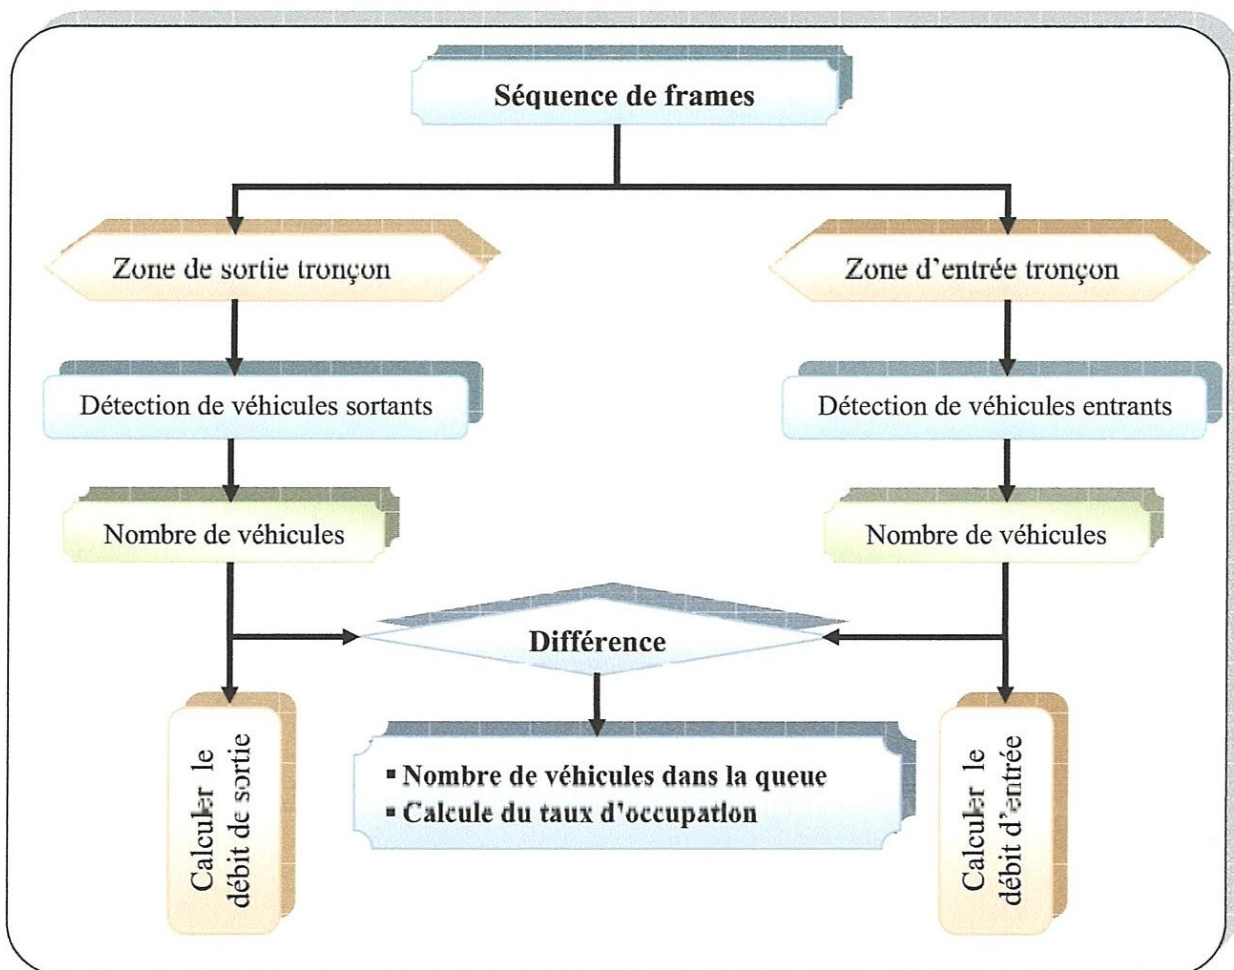 Séquence de frames
Zone de sortie tronçon
Zone d'entrée tronçon
Détection de véhicules sortants
Détection de véhicules entrants
Nombre de véhicules
Nombre de véhicules
Différence
Calculer le
débit de sortie
▪ Nombre de véhicules dans la queue
▪ Calcule du taux d'occupation
Calculer le
débit d'entrée